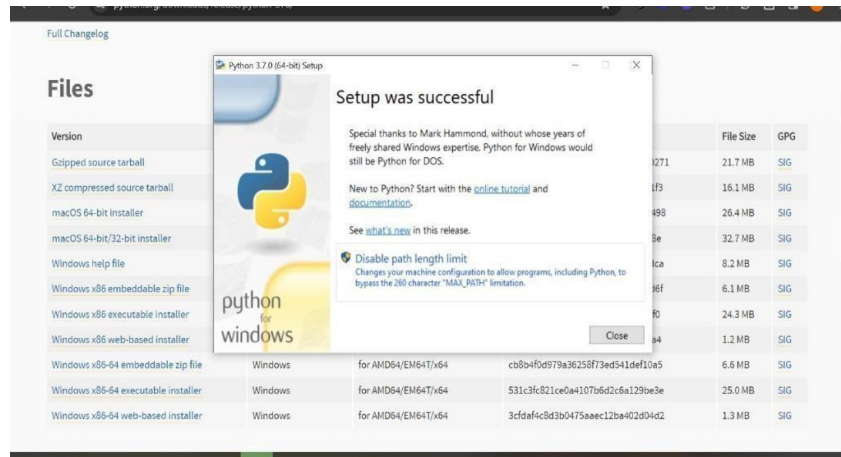 Full Changelog
Files
Python 3.7.0 (64-bit) Setup
Setup was successful
Special thanks to Mark Hammond, without whose years of
freely shared Windows expertise, Python for Windows would
still be Python for DOS.
New to Python? Start with the online tutorial and
documentation.
See what's new in this release.
Disable path length limit
Changes your machine configuration to allow programs, including Python, to
bypass the 260 character "MAX_PATH" limitation.
Close
python
for
windows
Version File Size GPG
Gzipped source tarball 21.7 MB SIG
XZ compressed source tarball 16.1 MB SIG
macOS 64-bit installer 26.4 MB SIG
macOS 64-bit/32-bit installer 32.7 MB SIG
Windows help file 8.2 MB SIG
Windows x86 embeddable zip file 6.1 MB SIG
Windows x86 executable installer 24.3 MB SIG
Windows x86 web-based installer 1.2 MB SIG
Windows x86-64 embeddable zip file Windows for AMD64/EM64T/x64 cb8b4f0d979a36258f73ed541def10a5 6.6 MB SIG
Windows x86-64 executable installer Windows for AMD64/EM64T/x64 531c3fc821ce0a4107b6d2c6a129be3e 25.0 MB SIG
Windows x86-64 web-based installer Windows for AMD64/EM64T/x64 3cfdaf4c8d3b0475aaec12ba402d04d2 1.3 MB SIG